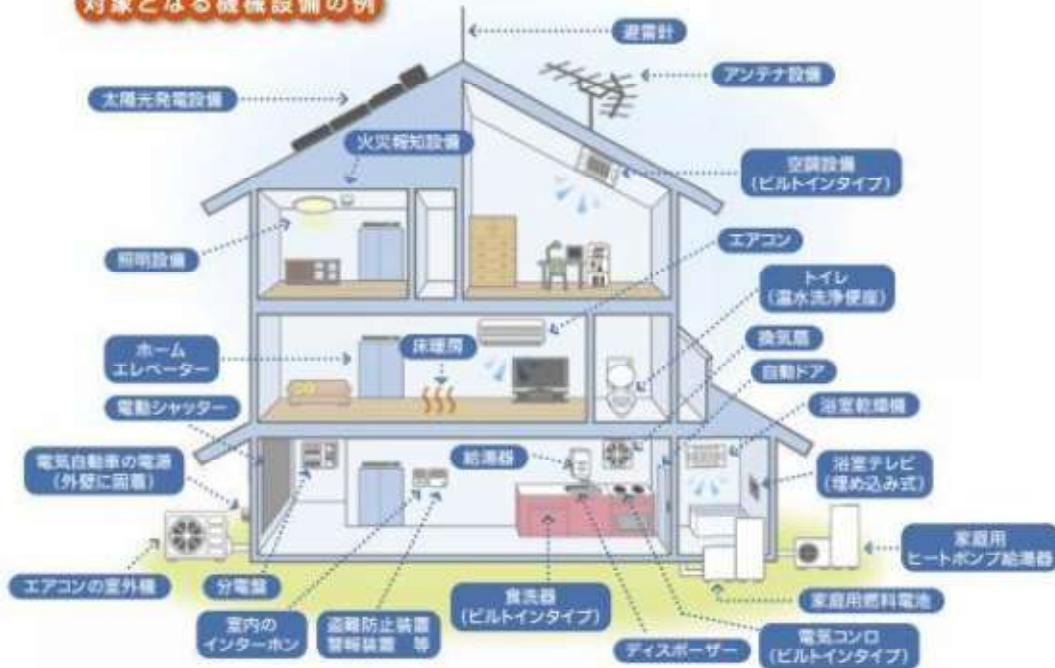 対象となる機械設備の例
避雷針
アンテナ設備
太陽光発電設備
火災報知設備
空調設備
(ビルトインタイプ)
照明設備
エアコン
トイレ
(温水洗浄便座)
ホーム
エレベーター
床暖房
換気扇
自動ドア
電動シャッター
浴室乾燥機
電気自動車の電源
(外壁に固着)
給湯器
浴室テレビ
(埋め込み式)
家庭用
ヒートポンプ給湯器
エアコンの室外機
分電盤
食洗器
(ビルトインタイプ)
家庭用燃料電池
室内の
インターホン
盗難防止装置
警報装置 等
ディスポーザー
電気コンロ
(ビルトインタイプ)